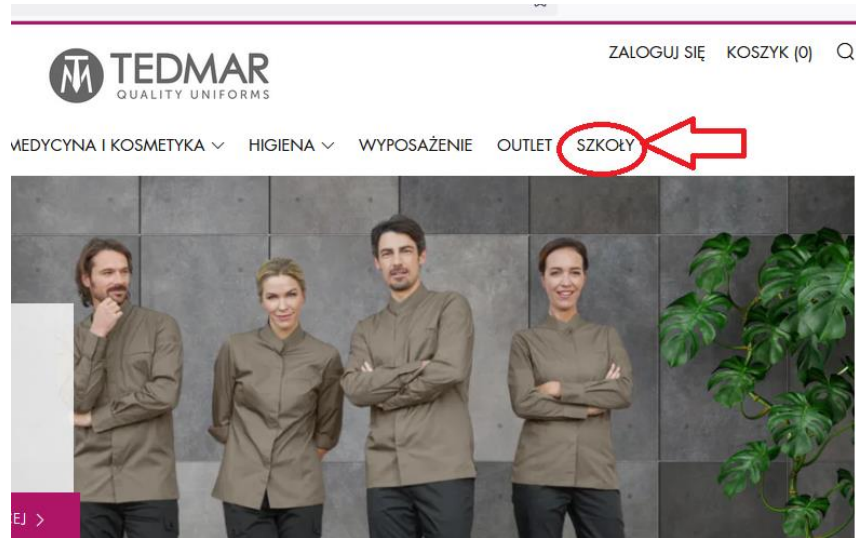 TEDMAR
QUALITY UNIFORMS
ZALOGUJ SIĘ KOSZYK (0)
MEDYCYNA I KOSMETYKA HIGIENA WYPOSAŻENIE OUTLET SZKOŁY